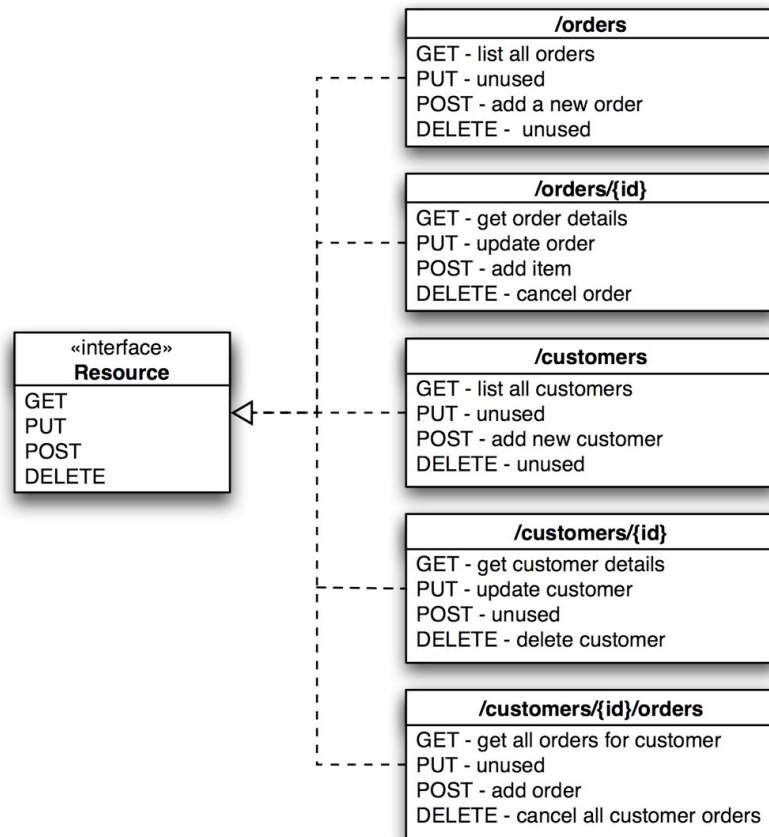 /orders
GET - list all orders
PUT - unused
POST - add a new order
DELETE -  unused
/orders/{id}
GET - get order details
PUT - update order
POST - add item
DELETE - cancel order
«interface»
Resource
GET
PUT
POST
DELETE
/customers
GET - list all customers
PUT - unused
POST - add new customer
DELETE - unused
/customers/{id}
GET - get customer details
PUT - update customer
POST - unused
DELETE - delete customer
/customers/{id}/orders
GET - get all orders for customer
PUT - unused
POST - add order
DELETE - cancel all customer orders